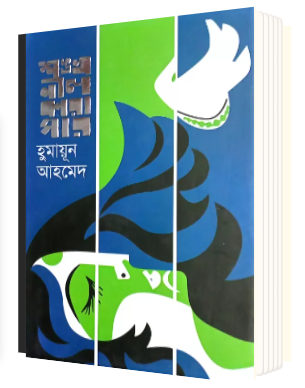 শঙ্খ
নীল
কারা
গার
হুমায়ূন
আহমেদ